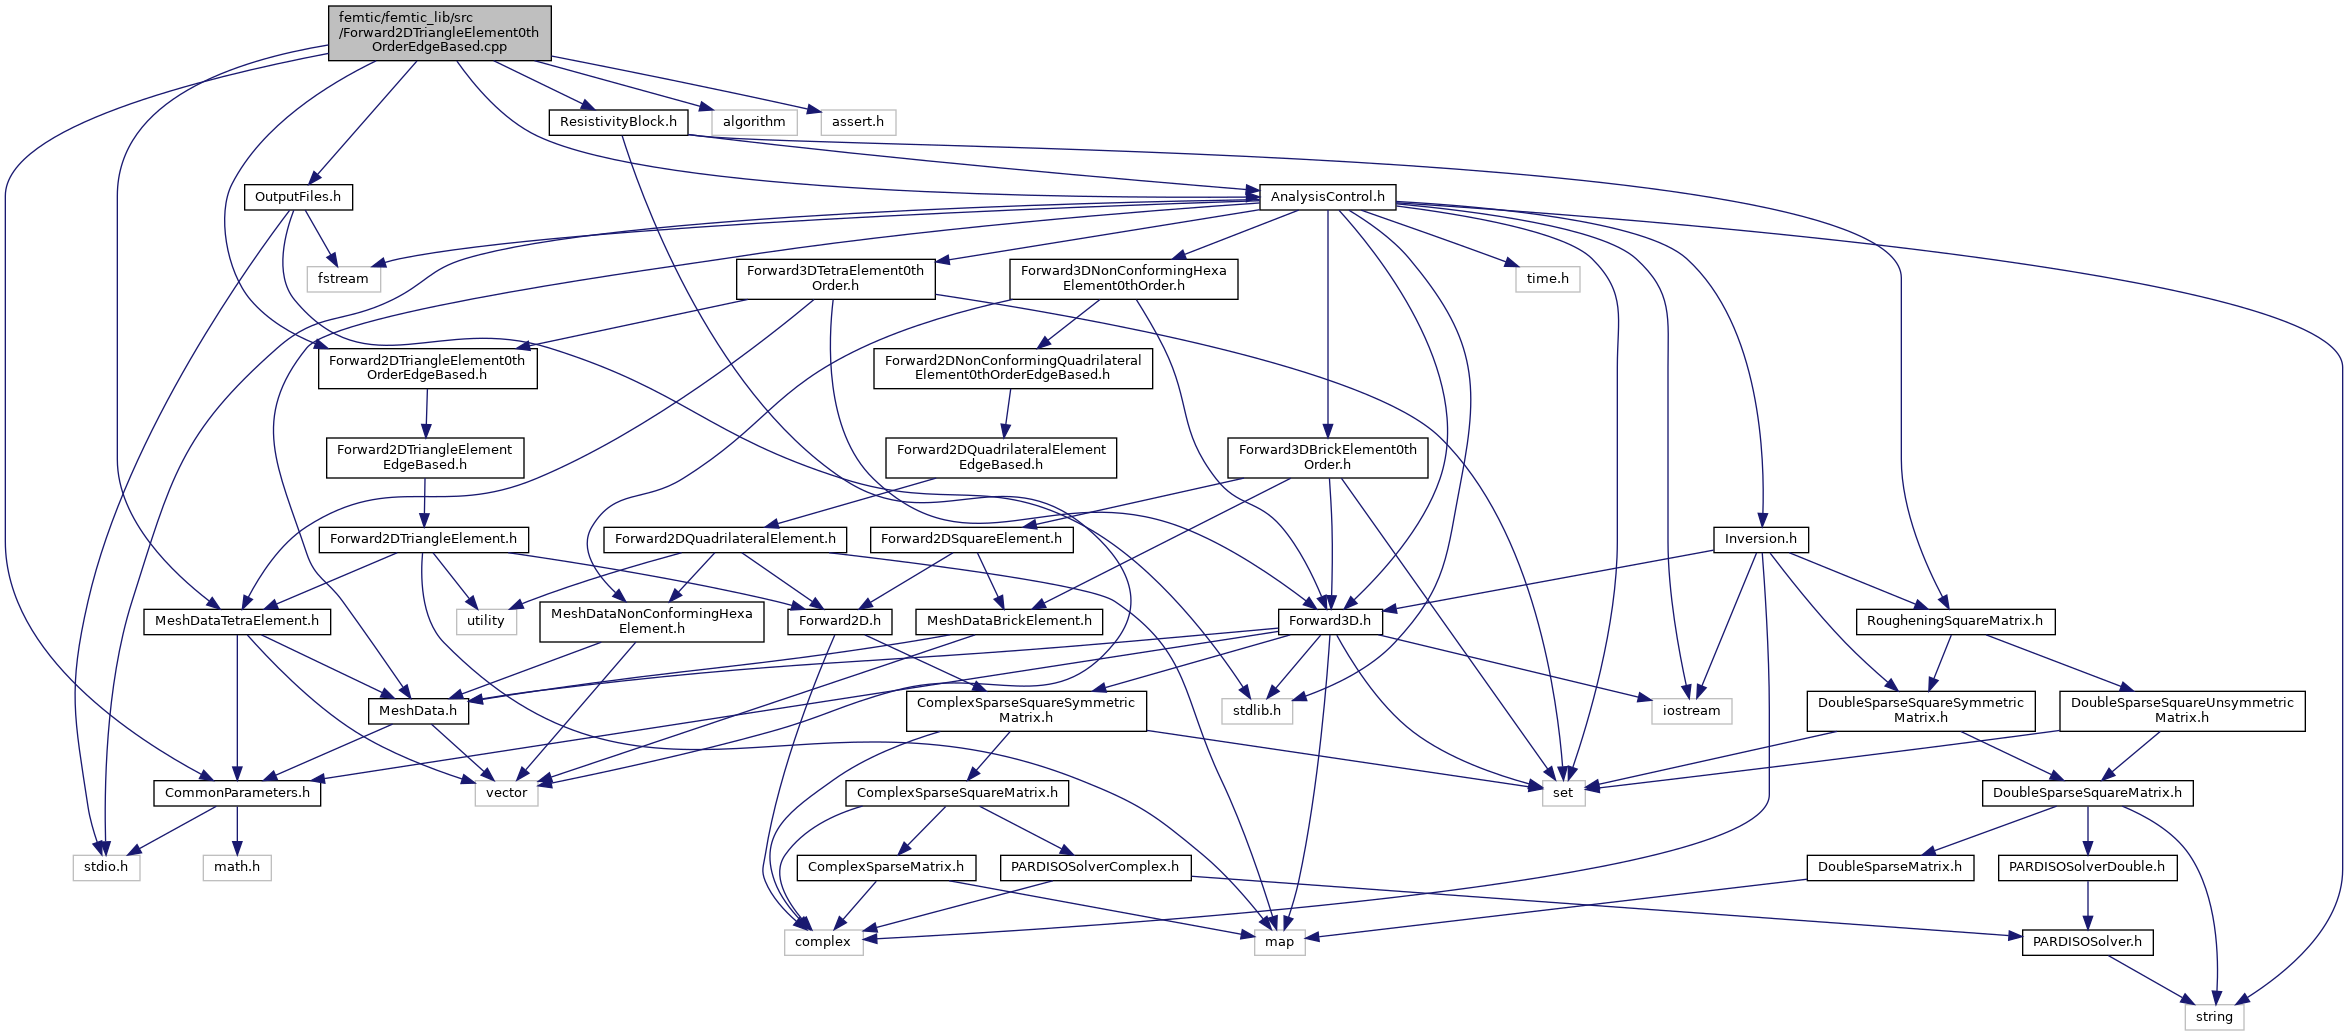 femtic/femtic_lib/src
/Forward2DTriangleElement0th
OrderEdgeBased.cpp
ResistivityBlock.h
algorithm
assert.h
OutputFiles.h
AnalysisControl.h
fstream
Forward3DTetraElement0th
Order.h
Forward3DNonConformingHexa
Element0thOrder.h
time.h
Forward2DTriangleElement0th
OrderEdgeBased.h
Forward2DNonConformingQuadrilateral
Element0thOrderEdgeBased.h
Forward2DTriangleElement
EdgeBased.h
Forward2DQuadrilateralElement
EdgeBased.h
Forward3DBrickElement0th
Order.h
Forward2DTriangleElement.h
Forward2DQuadrilateralElement.h
Forward2DSquareElement.h
Inversion.h
MeshDataTetraElement.h
utility
MeshDataNonConformingHexa
Element.h
Forward2D.h
MeshDataBrickElement.h
Forward3D.h
RougheningSquareMatrix.h
MeshData.h
ComplexSparseSquareSymmetric
Matrix.h
stdlib.h
iostream
DoubleSparseSquareSymmetric
Matrix.h
DoubleSparseSquareUnsymmetric
Matrix.h
CommonParameters.h
vector
ComplexSparseSquareMatrix.h
set
DoubleSparseSquareMatrix.h
stdio.h
math.h
ComplexSparseMatrix.h
PARDISOSolverComplex.h
DoubleSparseMatrix.h
PARDISOSolverDouble.h
complex
map
PARDISOSolver.h
string